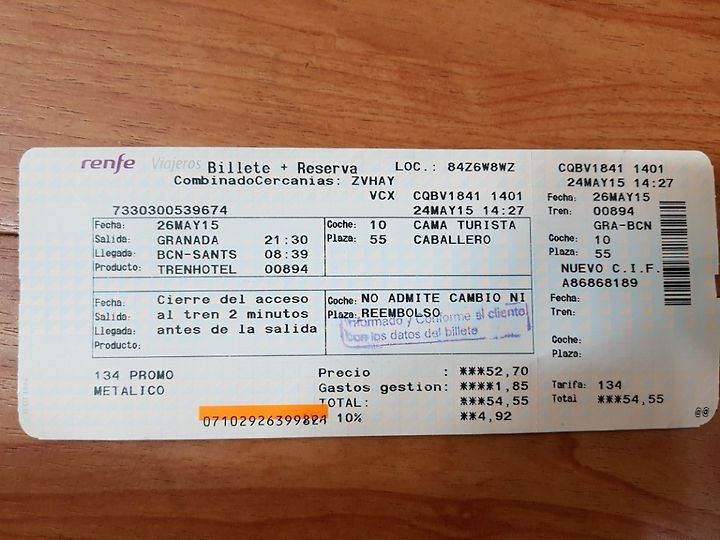 renfe Viajeros Billete + Reserva LOC.: 84Z6W8WZ
CombinadoCercanias: ZVHAY
VCX CQBV1841 1401
7330300539674 24MAY15 14:27
Fecha: 26MAY15 Coche: 10 CAMA TURISTA
Salida: GRANADA 21:30 Plaza: 55 CABALLERO
Llegada: BCN-SANTS 08:39
Producto: TRENHOTEL 00894
Fecha: Cierre del acceso Coche: NO ADMITE CAMBIO NI
Salida: al tren 2 minutos Plaza: REEMBOLSO
Llegada: antes de la salida
Producto:
Informado y Conforme el cliente
con los datos del billete
134 PROMO Precio : ***52,70
METALICO Gastos gestion: ****1,85
TOTAL: ***54,55
10% **4,92
CQBV1841 1401
24MAY15 14:27
Fecha: 26MAY15
Tren: 00894
GRA-BCN
Coche: 10
Plaza: 55
NUEVO C.I.F.
A86868189
Fecha:
Tren:
Coche:
Plaza:
Tarifa: 134
Total ***54,55
@@